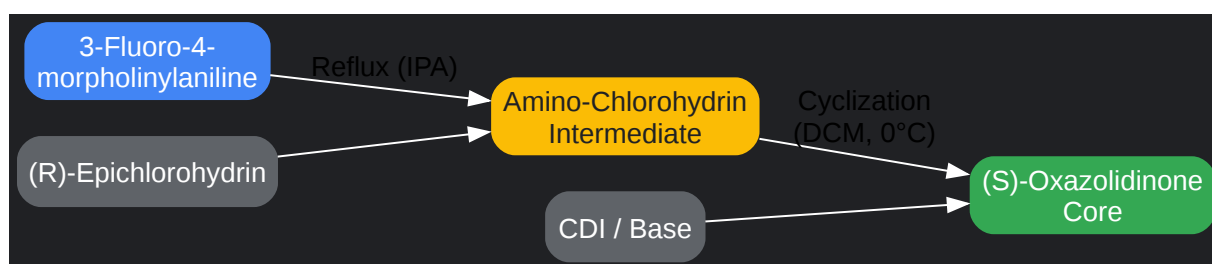 3-Fluoro-4-
morpholinylaniline
Reflux (IPA)
(R)-Epichlorohydrin
Amino-Chlorohydrin
Intermediate
Cyclization
(DCM, 0°C)
CDI / Base
(S)-Oxazolidinone
Core